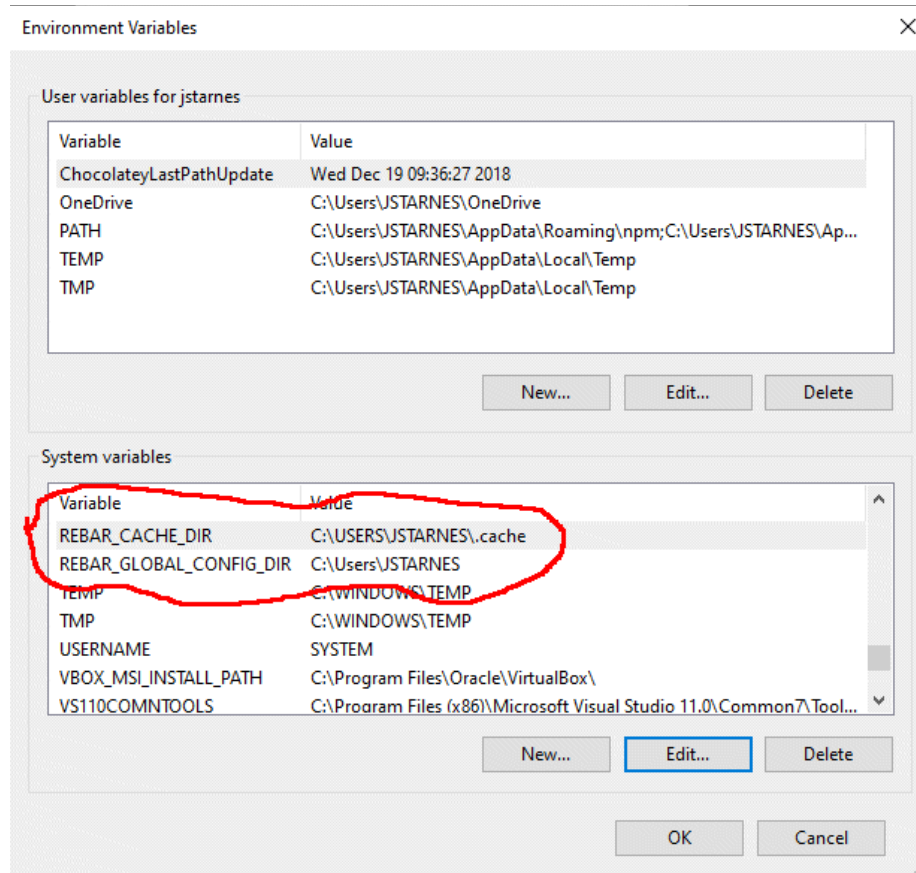 Environment Variables
User variables for jstarnes
Variable Value
ChocolateyLastPathUpdate Wed Dec 19 09:36:27 2018
OneDrive C:\Users\JSTARNES\OneDrive
PATH C:\Users\JSTARNES\AppData\Roaming\npm;C:\Users\JSTARNES\Ap...
TEMP C:\Users\JSTARNES\AppData\Local\Temp
TMP C:\Users\JSTARNES\AppData\Local\Temp
New... Edit... Delete
System variables
Variable Value
REBAR_CACHE_DIR C:\USERS\JSTARNES\.cache
REBAR_GLOBAL_CONFIG_DIR C:\Users\JSTARNES
TEMP C:\WINDOWS\TEMP
TMP C:\WINDOWS\TEMP
USERNAME SYSTEM
VBOX_MSI_INSTALL_PATH C:\Program Files\Oracle\VirtualBox\
VS110COMNTOOLS C:\Program Files (x86)\Microsoft Visual Studio 11.0\Common7\Tool...
New... Edit... Delete
OK Cancel